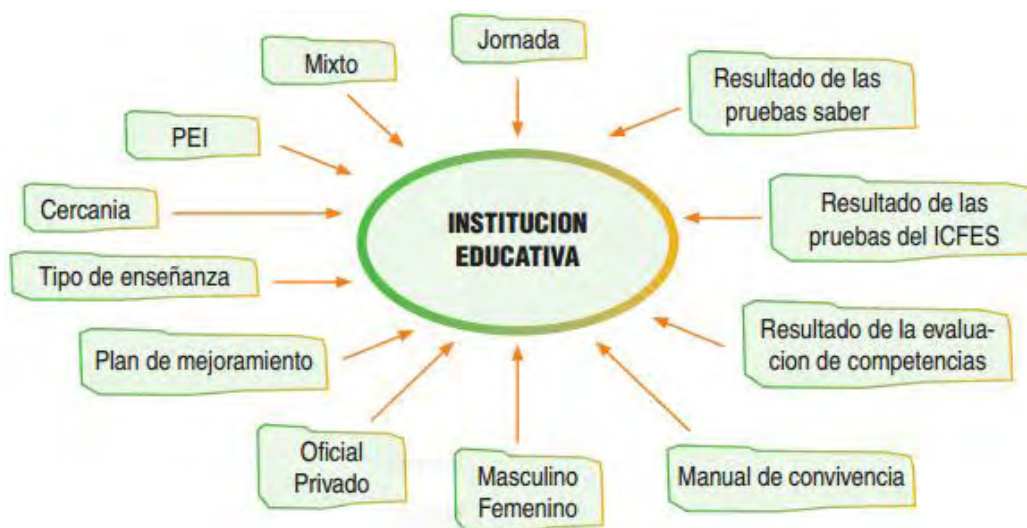 Jornada
Mixto
Resultado de las
pruebas saber
PEI
Cercania
INSTITUCION
EDUCATIVA
Resultado de las
pruebas del ICFES
Tipo de enseñanza
Plan de mejoramiento
Resultado de la evalua-
cion de competencias
Oficial
Privado
Masculino
Femenino
Manual de convivencia